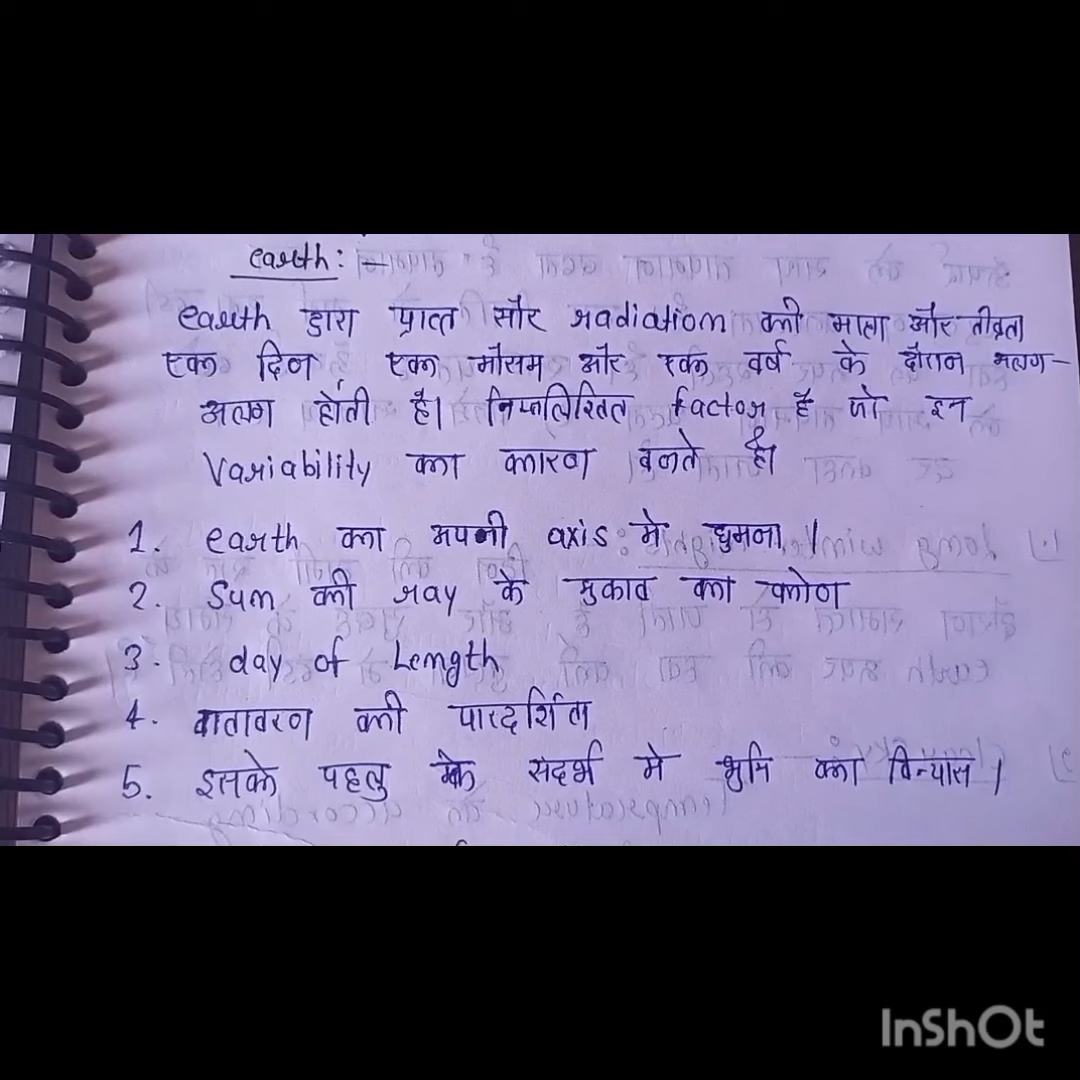 earth :-
earth द्वारा प्राप्त सौर radiation की मात्रा और तीव्रता
एक दिन, एक मौसम और एक वर्ष के दौरान अलग-
अलग होती है। निम्नलिखित factor है जो इन
Variability का कारण बनते है।
1. earth का अपनी axis मे घुमना।
2. Sun की ray के झुकाव का कोण
3. day of Length
4. वातावरण की पारदर्शिता
5. इसके पहलु के संदर्भ मे भुमि का विन्यास।
InShOt